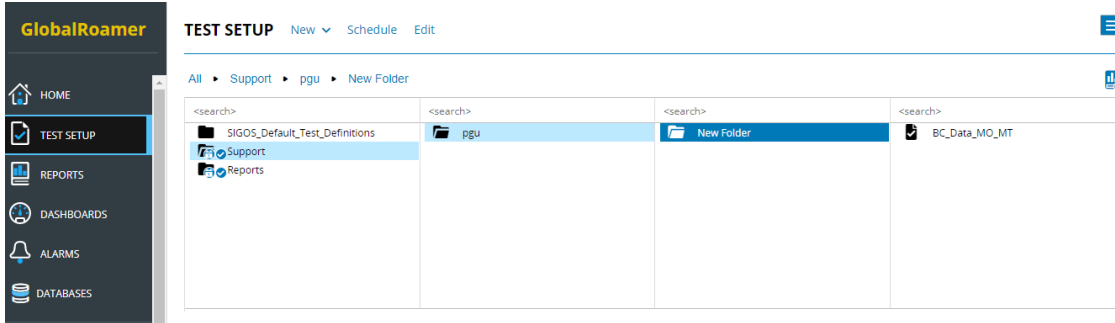 GlobalRoamer
TEST SETUP New Schedule Edit
All ▸ Support ▸ pgu ▸ New Folder
HOME
TEST SETUP
REPORTS
DASHBOARDS
ALARMS
DATABASES
<search> <search> <search> <search>
SIGOS_Default_Test_Definitions pgu New Folder BC_Data_MO_MT
Support
Reports